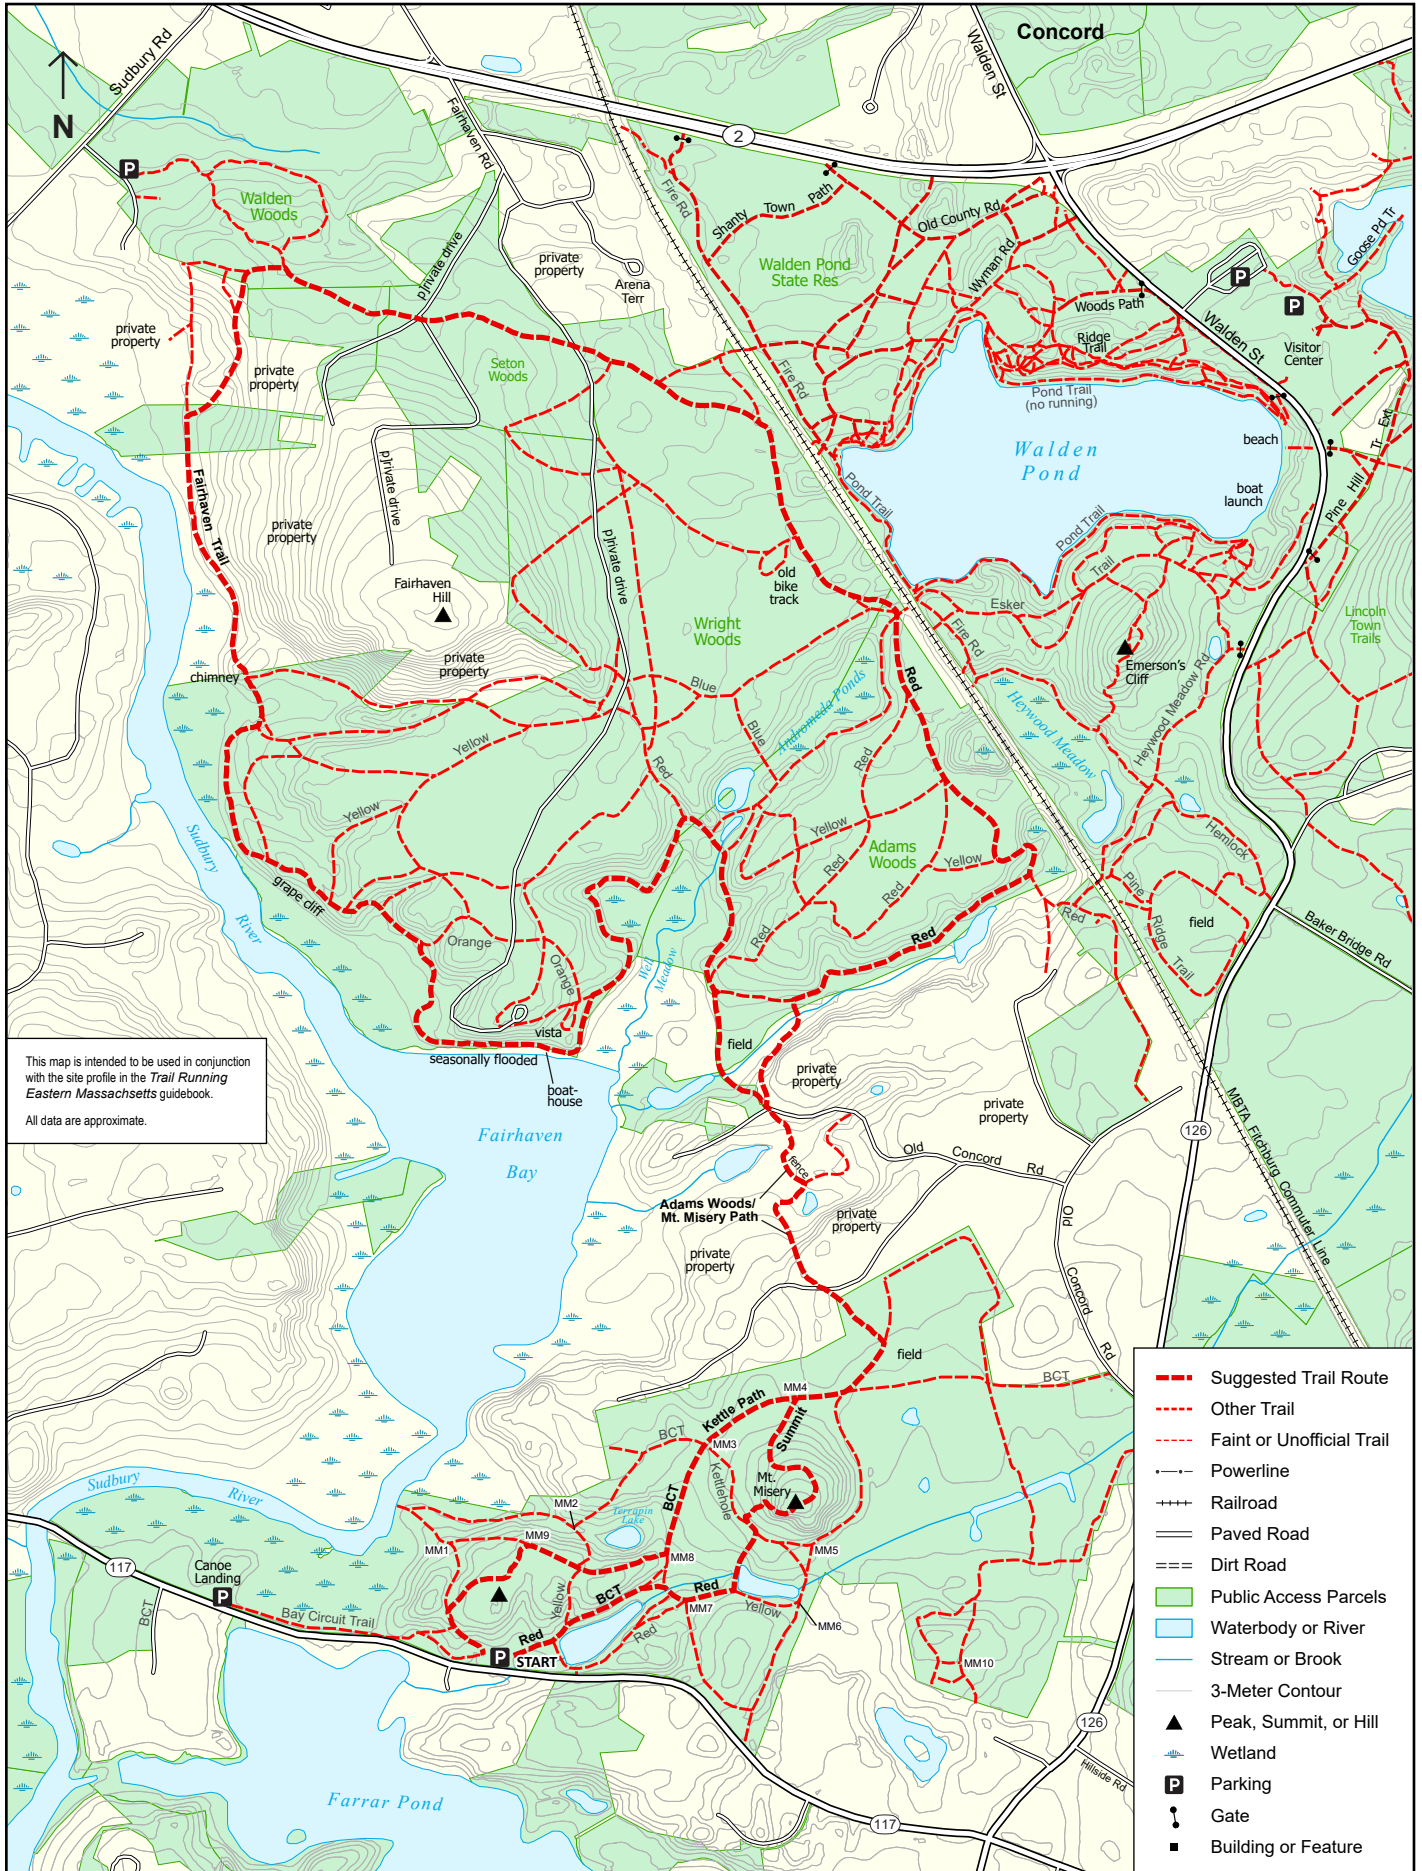 Concord
Sudbury Rd
N
P
Walden
Woods
Fairhaven Rd
p]rivate drive
2
Walden St
Fire Rd
Shanty Town Path
Old County Rd
Wyman Rd
Goose Pd Tr
private
property
Arena
Terr
Walden Pond
State Res
P
P
Woods Path
Ridge
Trail
Walden St
Visitor
Center
private
property
private
property
Seton
Woods
Fire Rd
Pond Trail
(no running)
Walden
Pond
beach
boat
launch
Pine Hill Tr Ext
Fairhaven Trail
p]rivate drive
private
property
p]rivate drive
Pond Trail
Pond Trail
Trail
Esker
old
bike
track
Fairhaven
Hill
Wright
Woods
Lincoln
Town
Trails
Fire Rd
Emerson's
Cliff
private
property
chimney
Blue
Red
Andromeda Ponds
Heywood Meadow
Heywood Meadow Rd
Blue
Yellow
Red
Red
Yellow
Yellow
Adams
Woods
Yellow
Red
Red
Hemlock
Sudbury
River
grape cliff
Pine
Ridge
Trail
field
Red
Baker Bridge Rd
Orange
Orange
Red
Red
Well
Meadow
vista
seasonally flooded
boat-
house
field
private
property
private
property
This map is intended to be used in conjunction
with the site profile in the Trail Running
Eastern Massachsetts guidebook.
All data are approximate.
Fairhaven
Bay
MBTA Fitchburg Commuter Line
126
Old Concord Rd
fence
Adams Woods/
Mt. Misery Path
private
property
private
property
Old
Concord
Rd
field
BCT
MM4
Kettle Path
Summit
BCT
MM3
Kettlehole
Mt.
Misery
BCT
Sudbury
River
MM2
Terrapin
Lake
MM9
MM1
MM8
MM5
117
Canoe
Landing
P
BCT
Bay Circuit Trail
Yellow
BCT
Red
MM7
Yellow
MM6
Red
Red
P
START
MM10
126
Hillside Rd
117
Farrar Pond
Suggested Trail Route
Other Trail
Faint or Unofficial Trail
Powerline
Railroad
Paved Road
Dirt Road
Public Access Parcels
Waterbody or River
Stream or Brook
3-Meter Contour
Peak, Summit, or Hill
Wetland
P Parking
Gate
Building or Feature